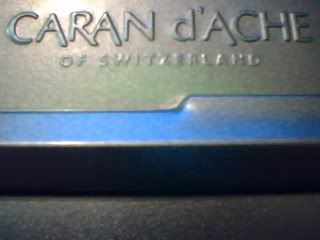 CARAN d'ACHE
OF SWITZERLAND